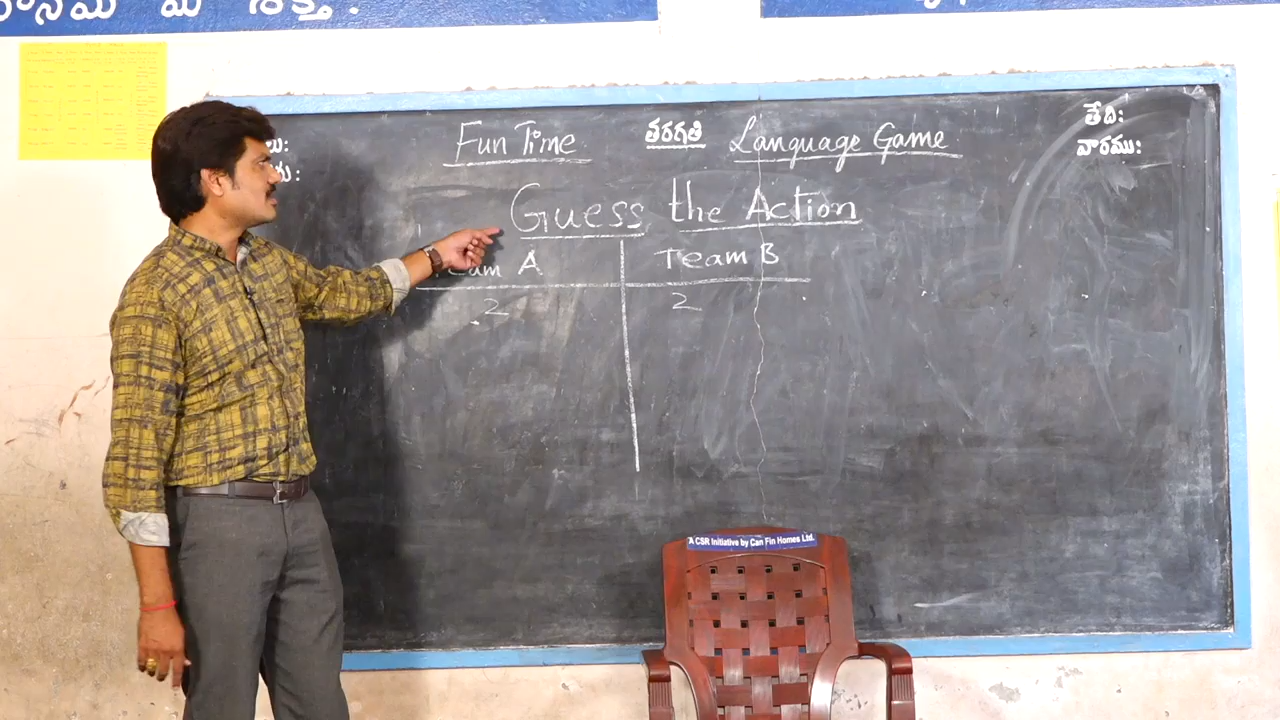 శక్తి.
Fun Time తరగతి Language Game తేది:
వారము:
Guess the Action
Team A Team B
2 2
A CSR Initiative by Can Fin Homes Ltd.